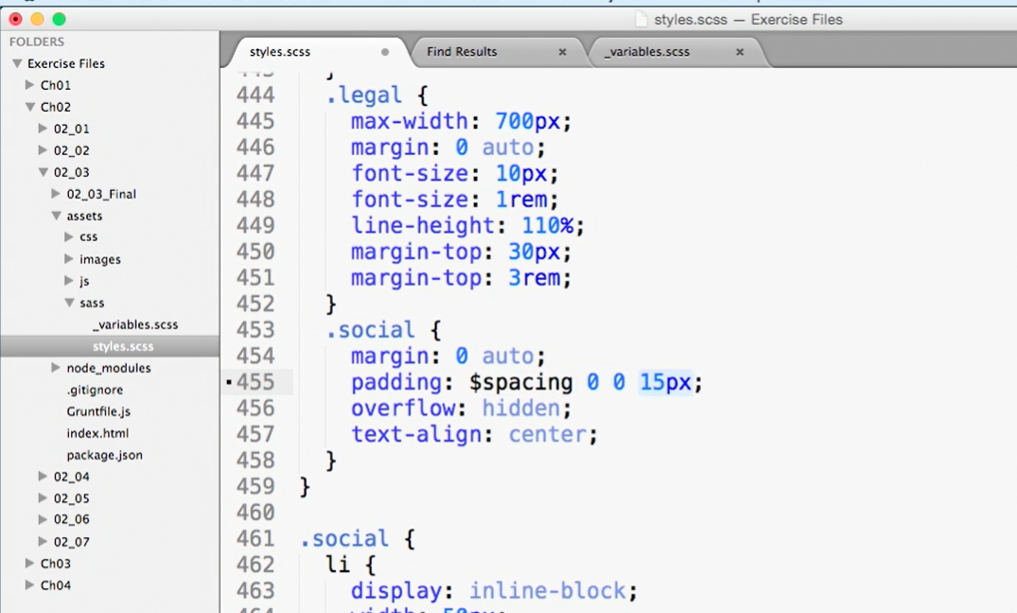 styles.scss — Exercise Files
FOLDERS
Exercise Files
Ch01
Ch02
02_01
02_02
02_03
02_03_Final
assets
css
images
js
sass
_variables.scss
styles.scss
node_modules
.gitignore
Gruntfile.js
index.html
package.json
02_04
02_05
02_06
02_07
Ch03
Ch04
styles.scss
Find Results
_variables.scss
443 }
444 .legal {
445 max-width: 700px;
446 margin: 0 auto;
447 font-size: 10px;
448 font-size: 1rem;
449 line-height: 110%;
450 margin-top: 30px;
451 margin-top: 3rem;
452 }
453 .social {
454 margin: 0 auto;
455 padding: $spacing 0 0 15px;
456 overflow: hidden;
457 text-align: center;
458 }
459 }
460
461 .social {
462 li {
463 display: inline-block;
464 width: 50px;